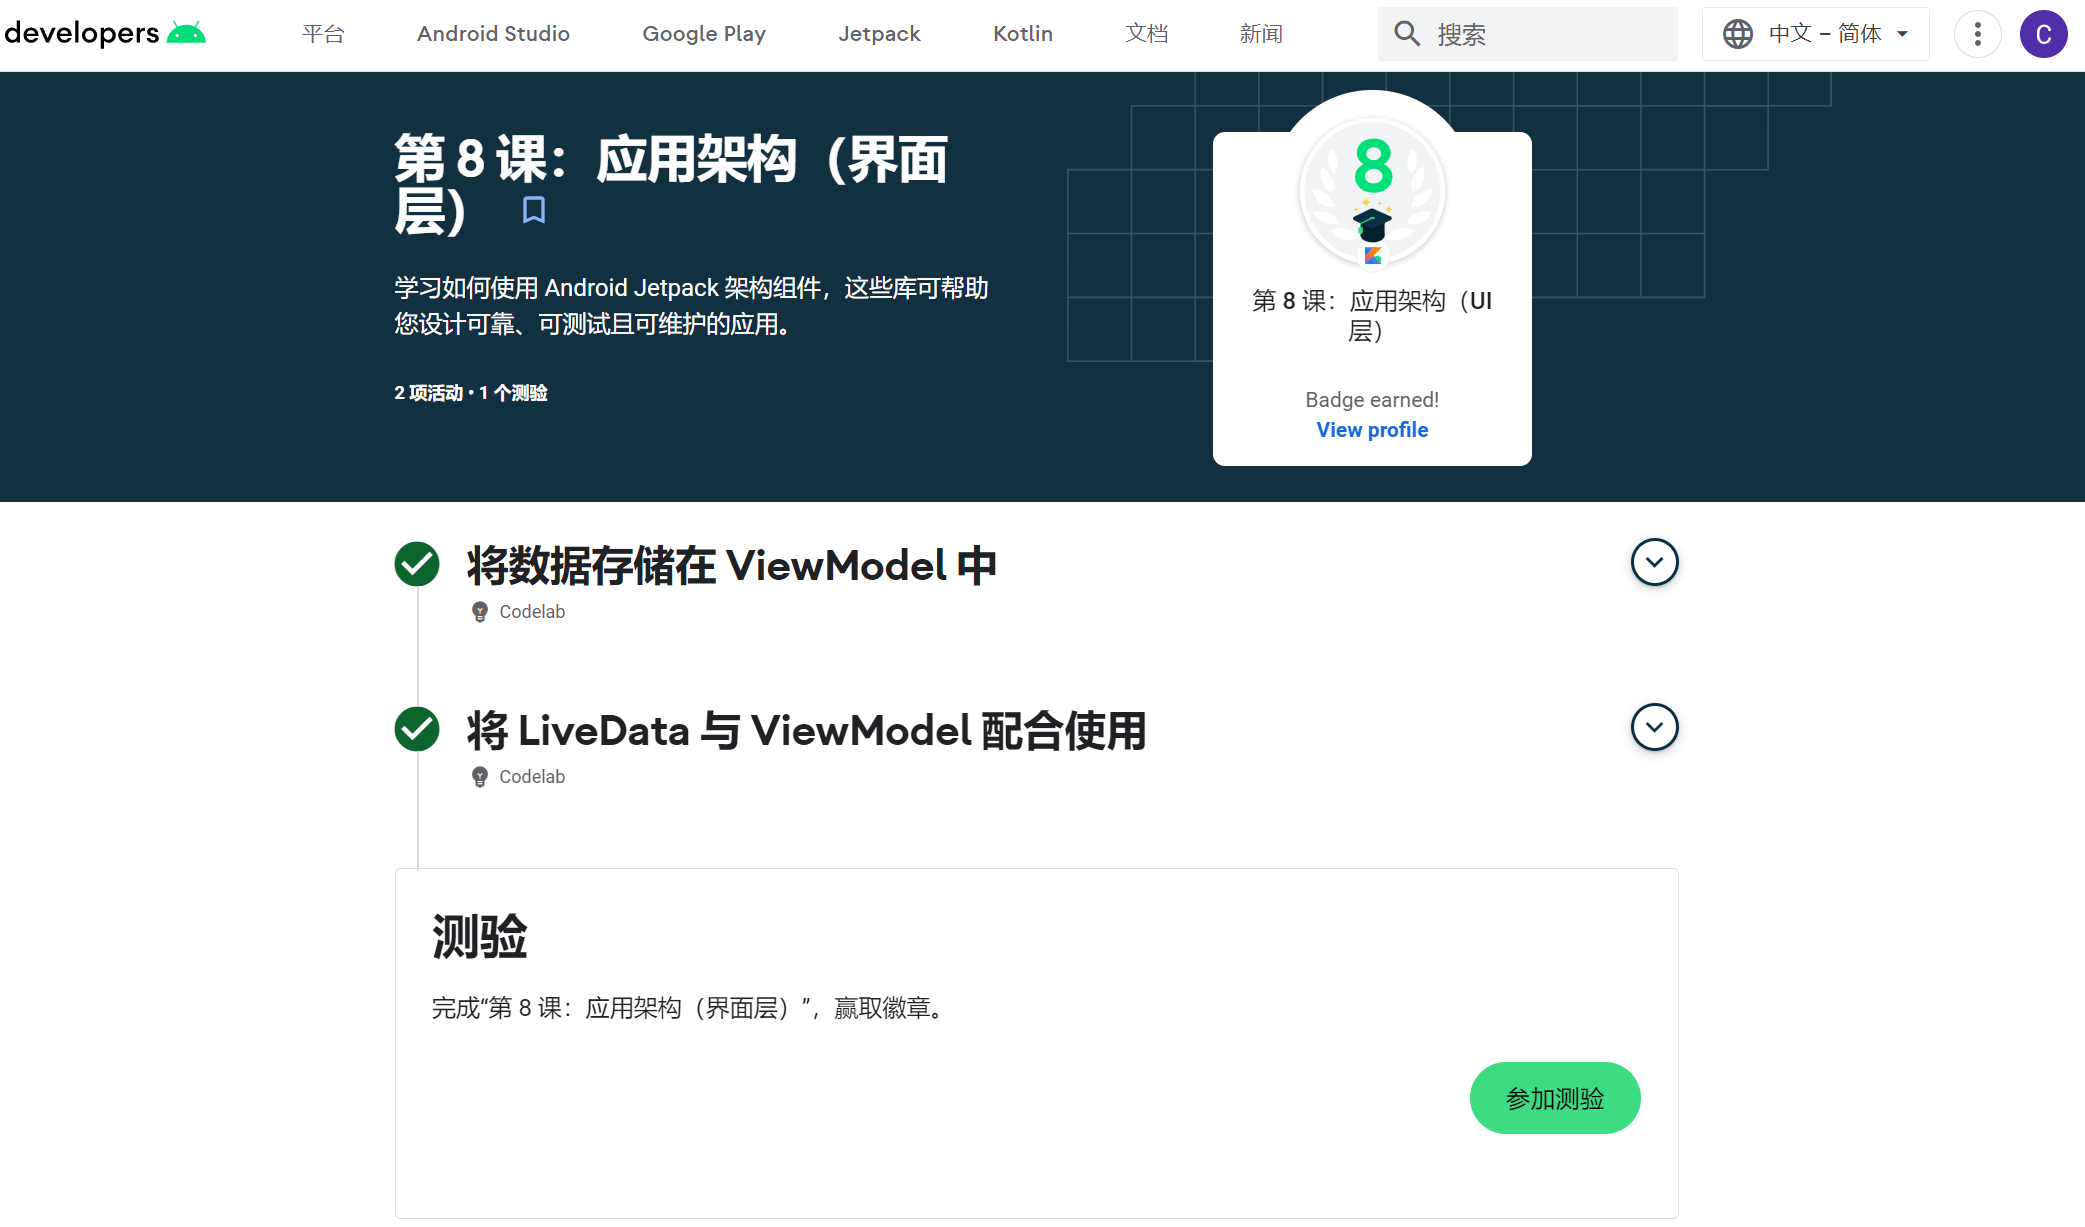 developers
平台
Android Studio
Google Play
Jetpack
Kotlin
文档
新闻
搜索
中文 – 简体
C
第 8 课：应用架构（界面
层）
学习如何使用 Android Jetpack 架构组件，这些库可帮助
您设计可靠、可测试且可维护的应用。
2 项活动 • 1 个测验
8
第 8 课：应用架构（UI
层）
Badge earned!
View profile
将数据存储在 ViewModel 中
Codelab
将 LiveData 与 ViewModel 配合使用
Codelab
测验
完成“第 8 课：应用架构（界面层）”，赢取徽章。
参加测验